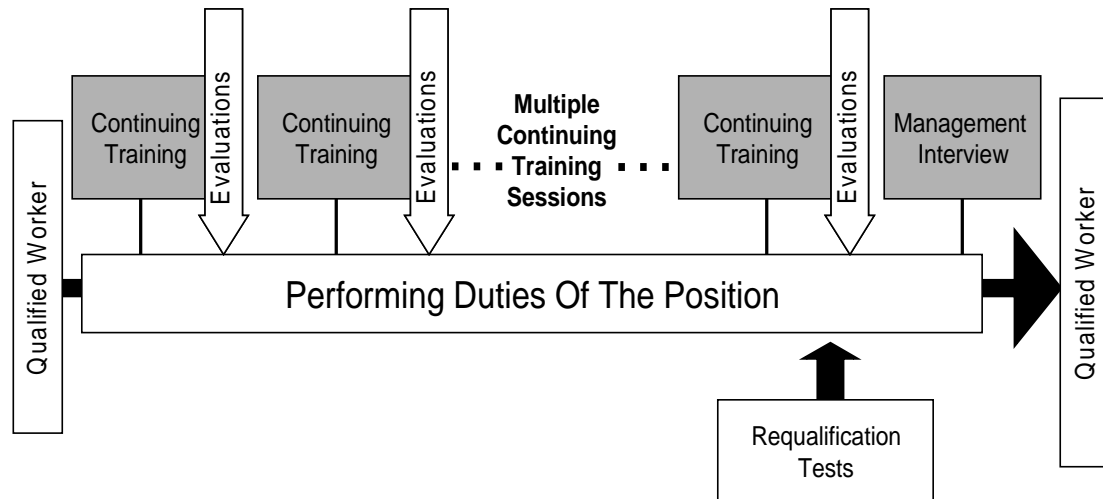 Qualified Worker
Continuing
Training
Evaluations
Continuing
Training
Evaluations
Multiple
Continuing
Training
Sessions
Continuing
Training
Evaluations
Management
Interview
Performing Duties Of The Position
Requalification
Tests
Qualified Worker